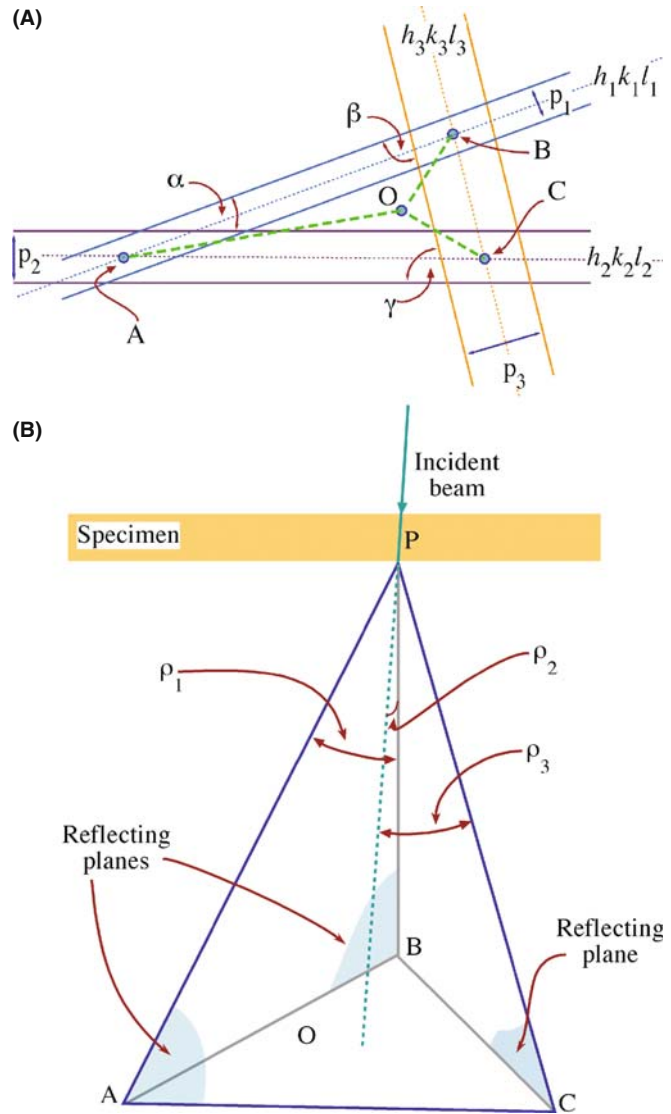 (A)
h₃k₃l₃
h₁k₁l₁
p₁
β
B
α
O
C
p₂
h₂k₂l₂
γ
A
p₃
(B)
Incident
beam
Specimen
P
ρ₁
ρ₂
ρ₃
Reflecting
planes
Reflecting
plane
B
O
A
C